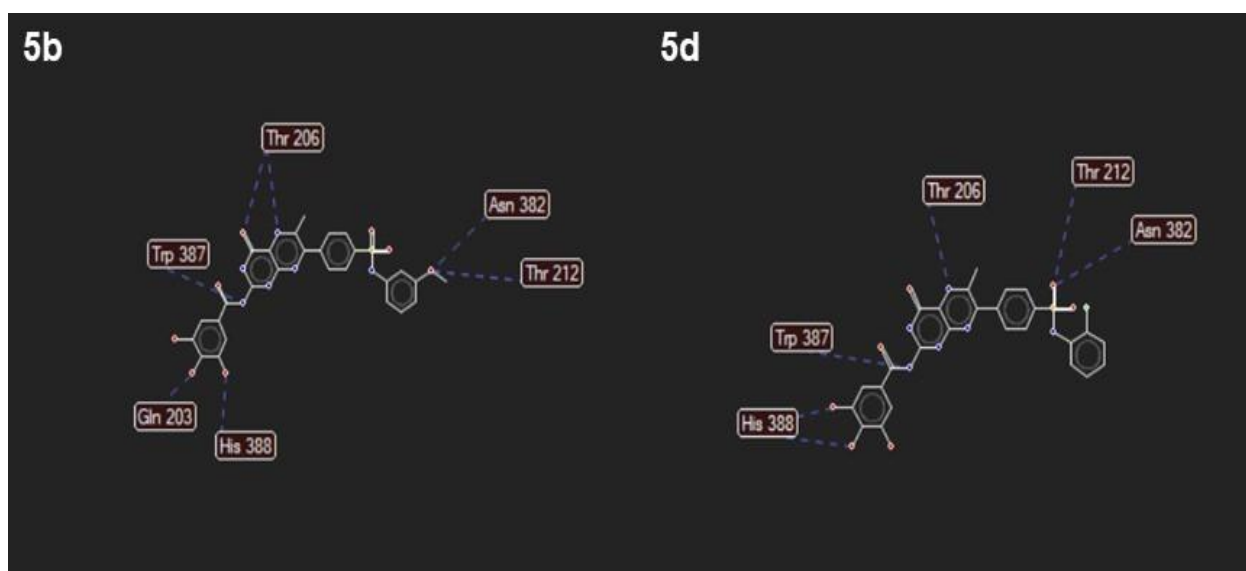 5b
Thr 206
Asn 382
Trp 387
Thr 212
Gln 203
His 388
5d
Thr 212
Thr 206
Asn 382
Trp 387
His 388